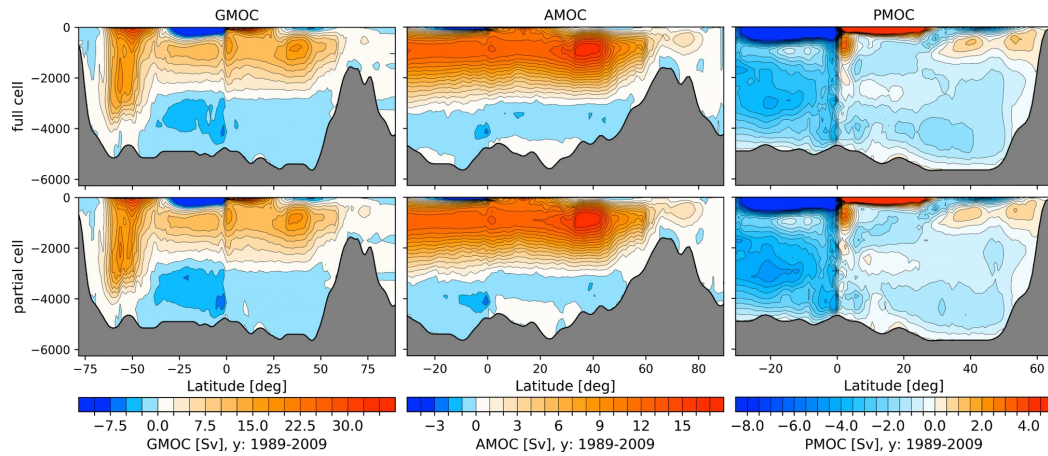 GMOC AMOC PMOC
full cell
0
−2000
−4000
−6000
partial cell
0
−2000
−4000
−6000
−75 −50 −25 0 25 50 75 −20 0 20 40 60 80 −20 0 20 40 60
Latitude [deg] Latitude [deg] Latitude [deg]
−7.5 0.0 7.5 15.0 22.5 30.0 −3 0 3 6 9 12 15 −8.0 −6.0 −4.0 −2.0 0.0 2.0 4.0
GMOC [Sv], y: 1989-2009 AMOC [Sv], y: 1989-2009 PMOC [Sv], y: 1989-2009